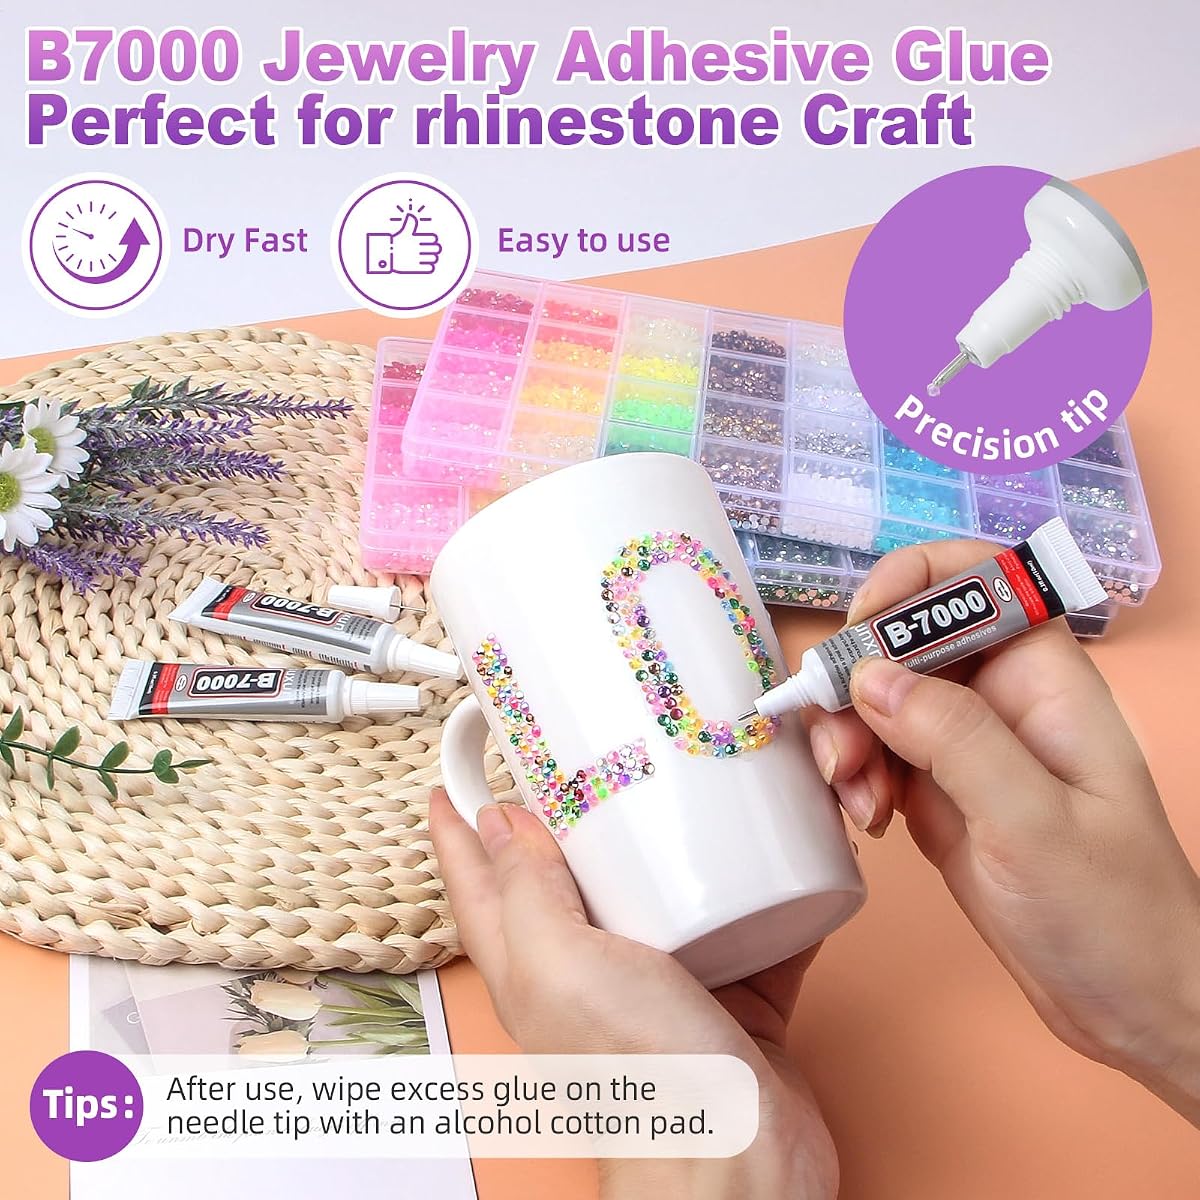 B7000 Jewelry Adhesive Glue
Perfect for rhinestone Craft
Dry Fast
Easy to use
Precision tip
B-7000
B-7000
B-7000
multi-purpose adhesives
Tips:
After use, wipe excess glue on the
needle tip with an alcohol cotton pad.